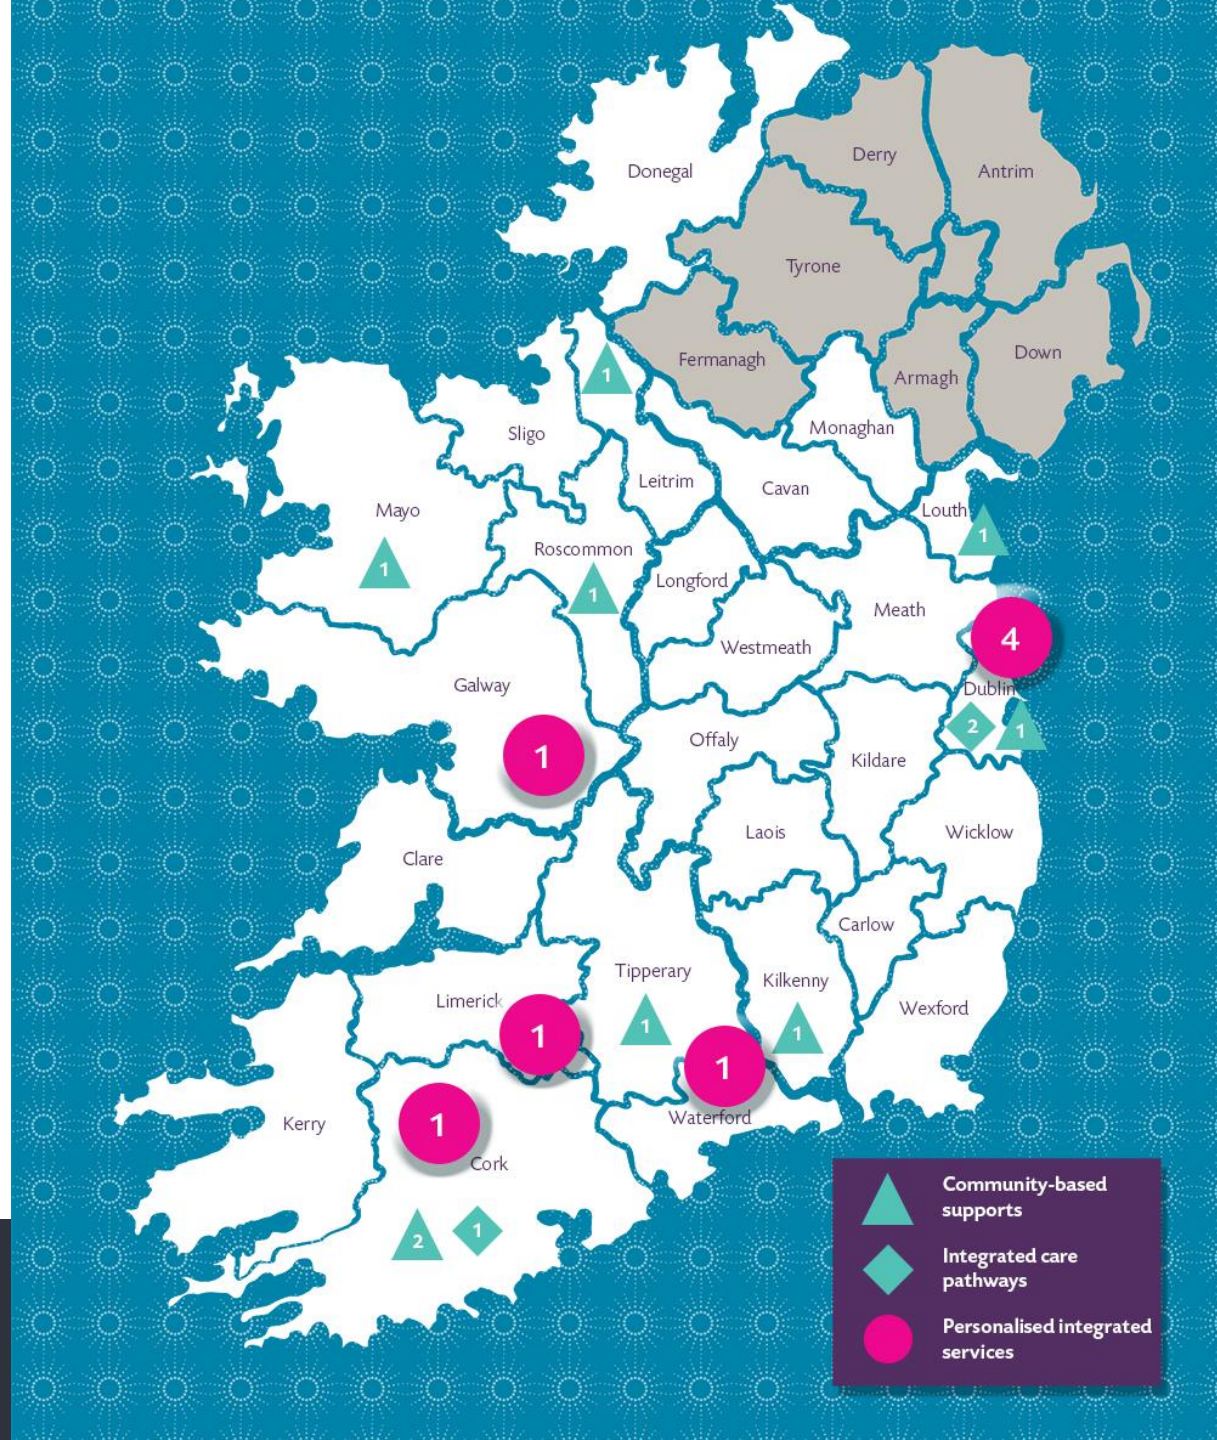 Derry
Donegal
Antrim
Tyrone
Down
Fermanagh
1
Armagh
Monaghan
Sligo
Leitrim
Cavan
Mayo
Louth
1
Roscommon
1
Longford
1
Meath
4
Westmeath
Galway
Dublin
2
1
Offaly
1
Kildare
Laois
Wicklow
Clare
Carlow
Tipperary
Kilkenny
Limerick
Wexford
1
1
1
1
1
Kerry
Waterford
Cork
2
1
Community-based
supports
Integrated care
pathways
Personalised integrated
services